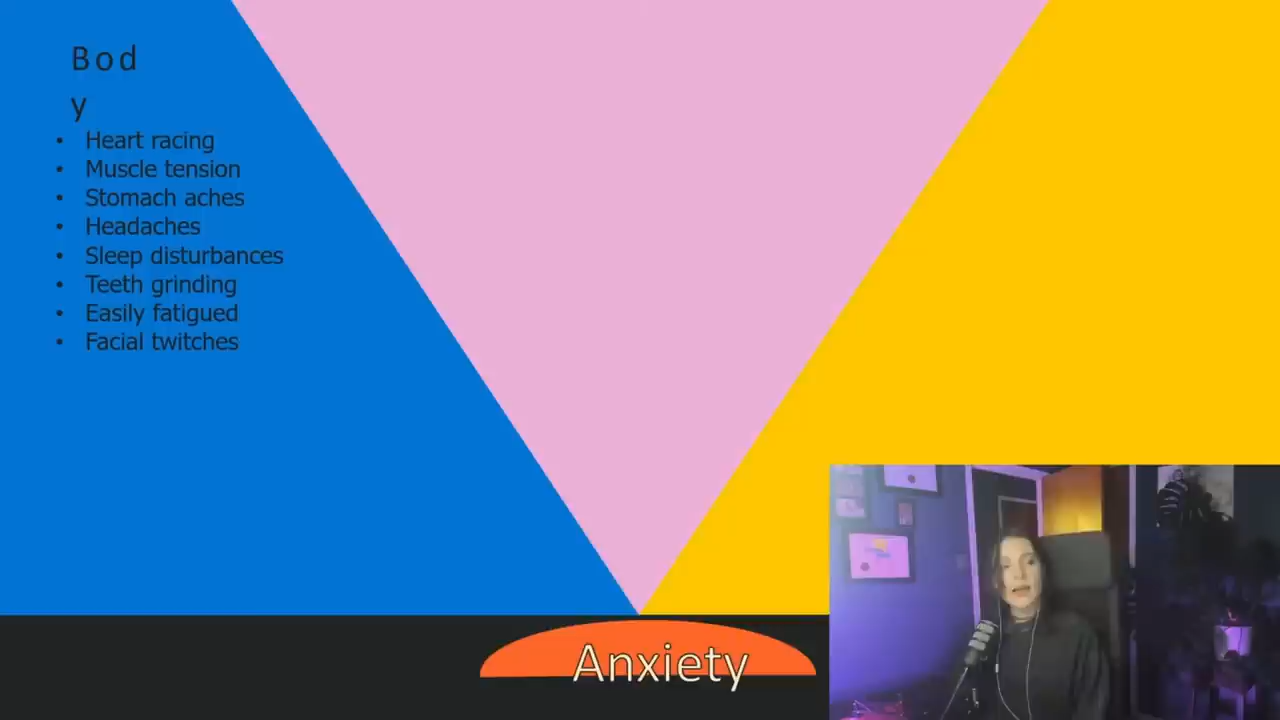 Bod
y
• Heart racing
• Muscle tension
• Stomach aches
• Headaches
• Sleep disturbances
• Teeth grinding
• Easily fatigued
• Facial twitches
Anxiety